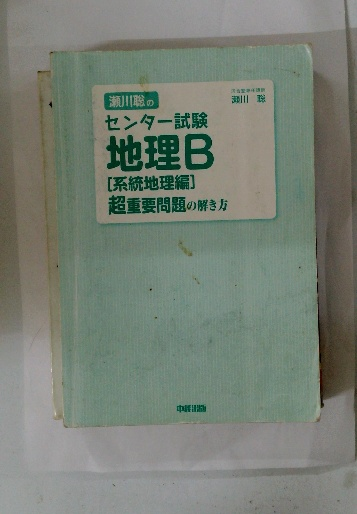 瀬川聡の
瀬川 聡
センター試験
地理B
[系統地理編]
超重要問題の解き方
中経出版